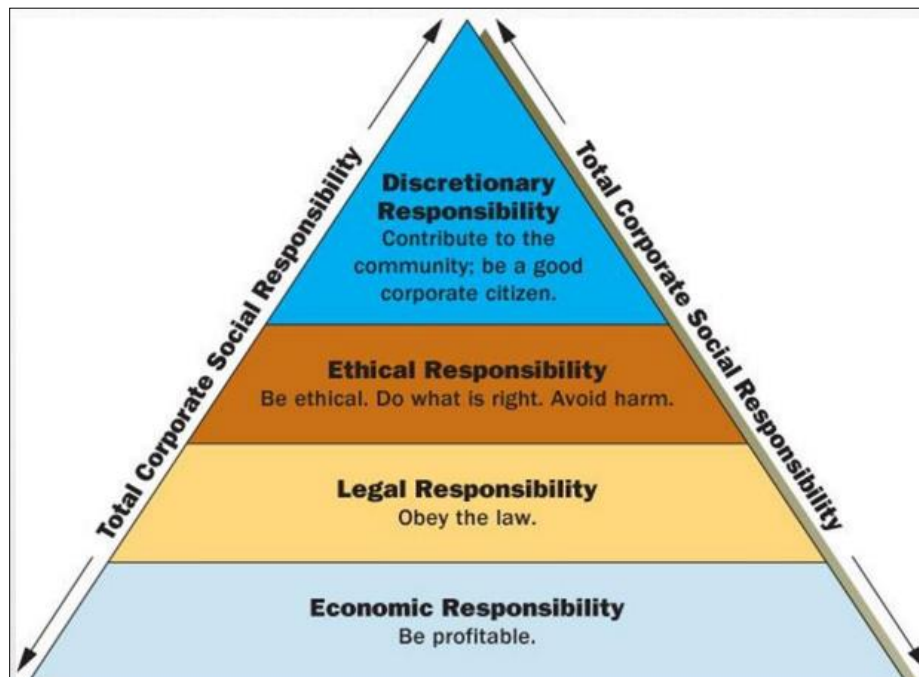 Total Corporate Social Responsibility
Total Corporate Social Responsibility
Discretionary
Responsibility
Contribute to the
community; be a good
corporate citizen.
Ethical Responsibility
Be ethical. Do what is right. Avoid harm.
Legal Responsibility
Obey the law.
Economic Responsibility
Be profitable.